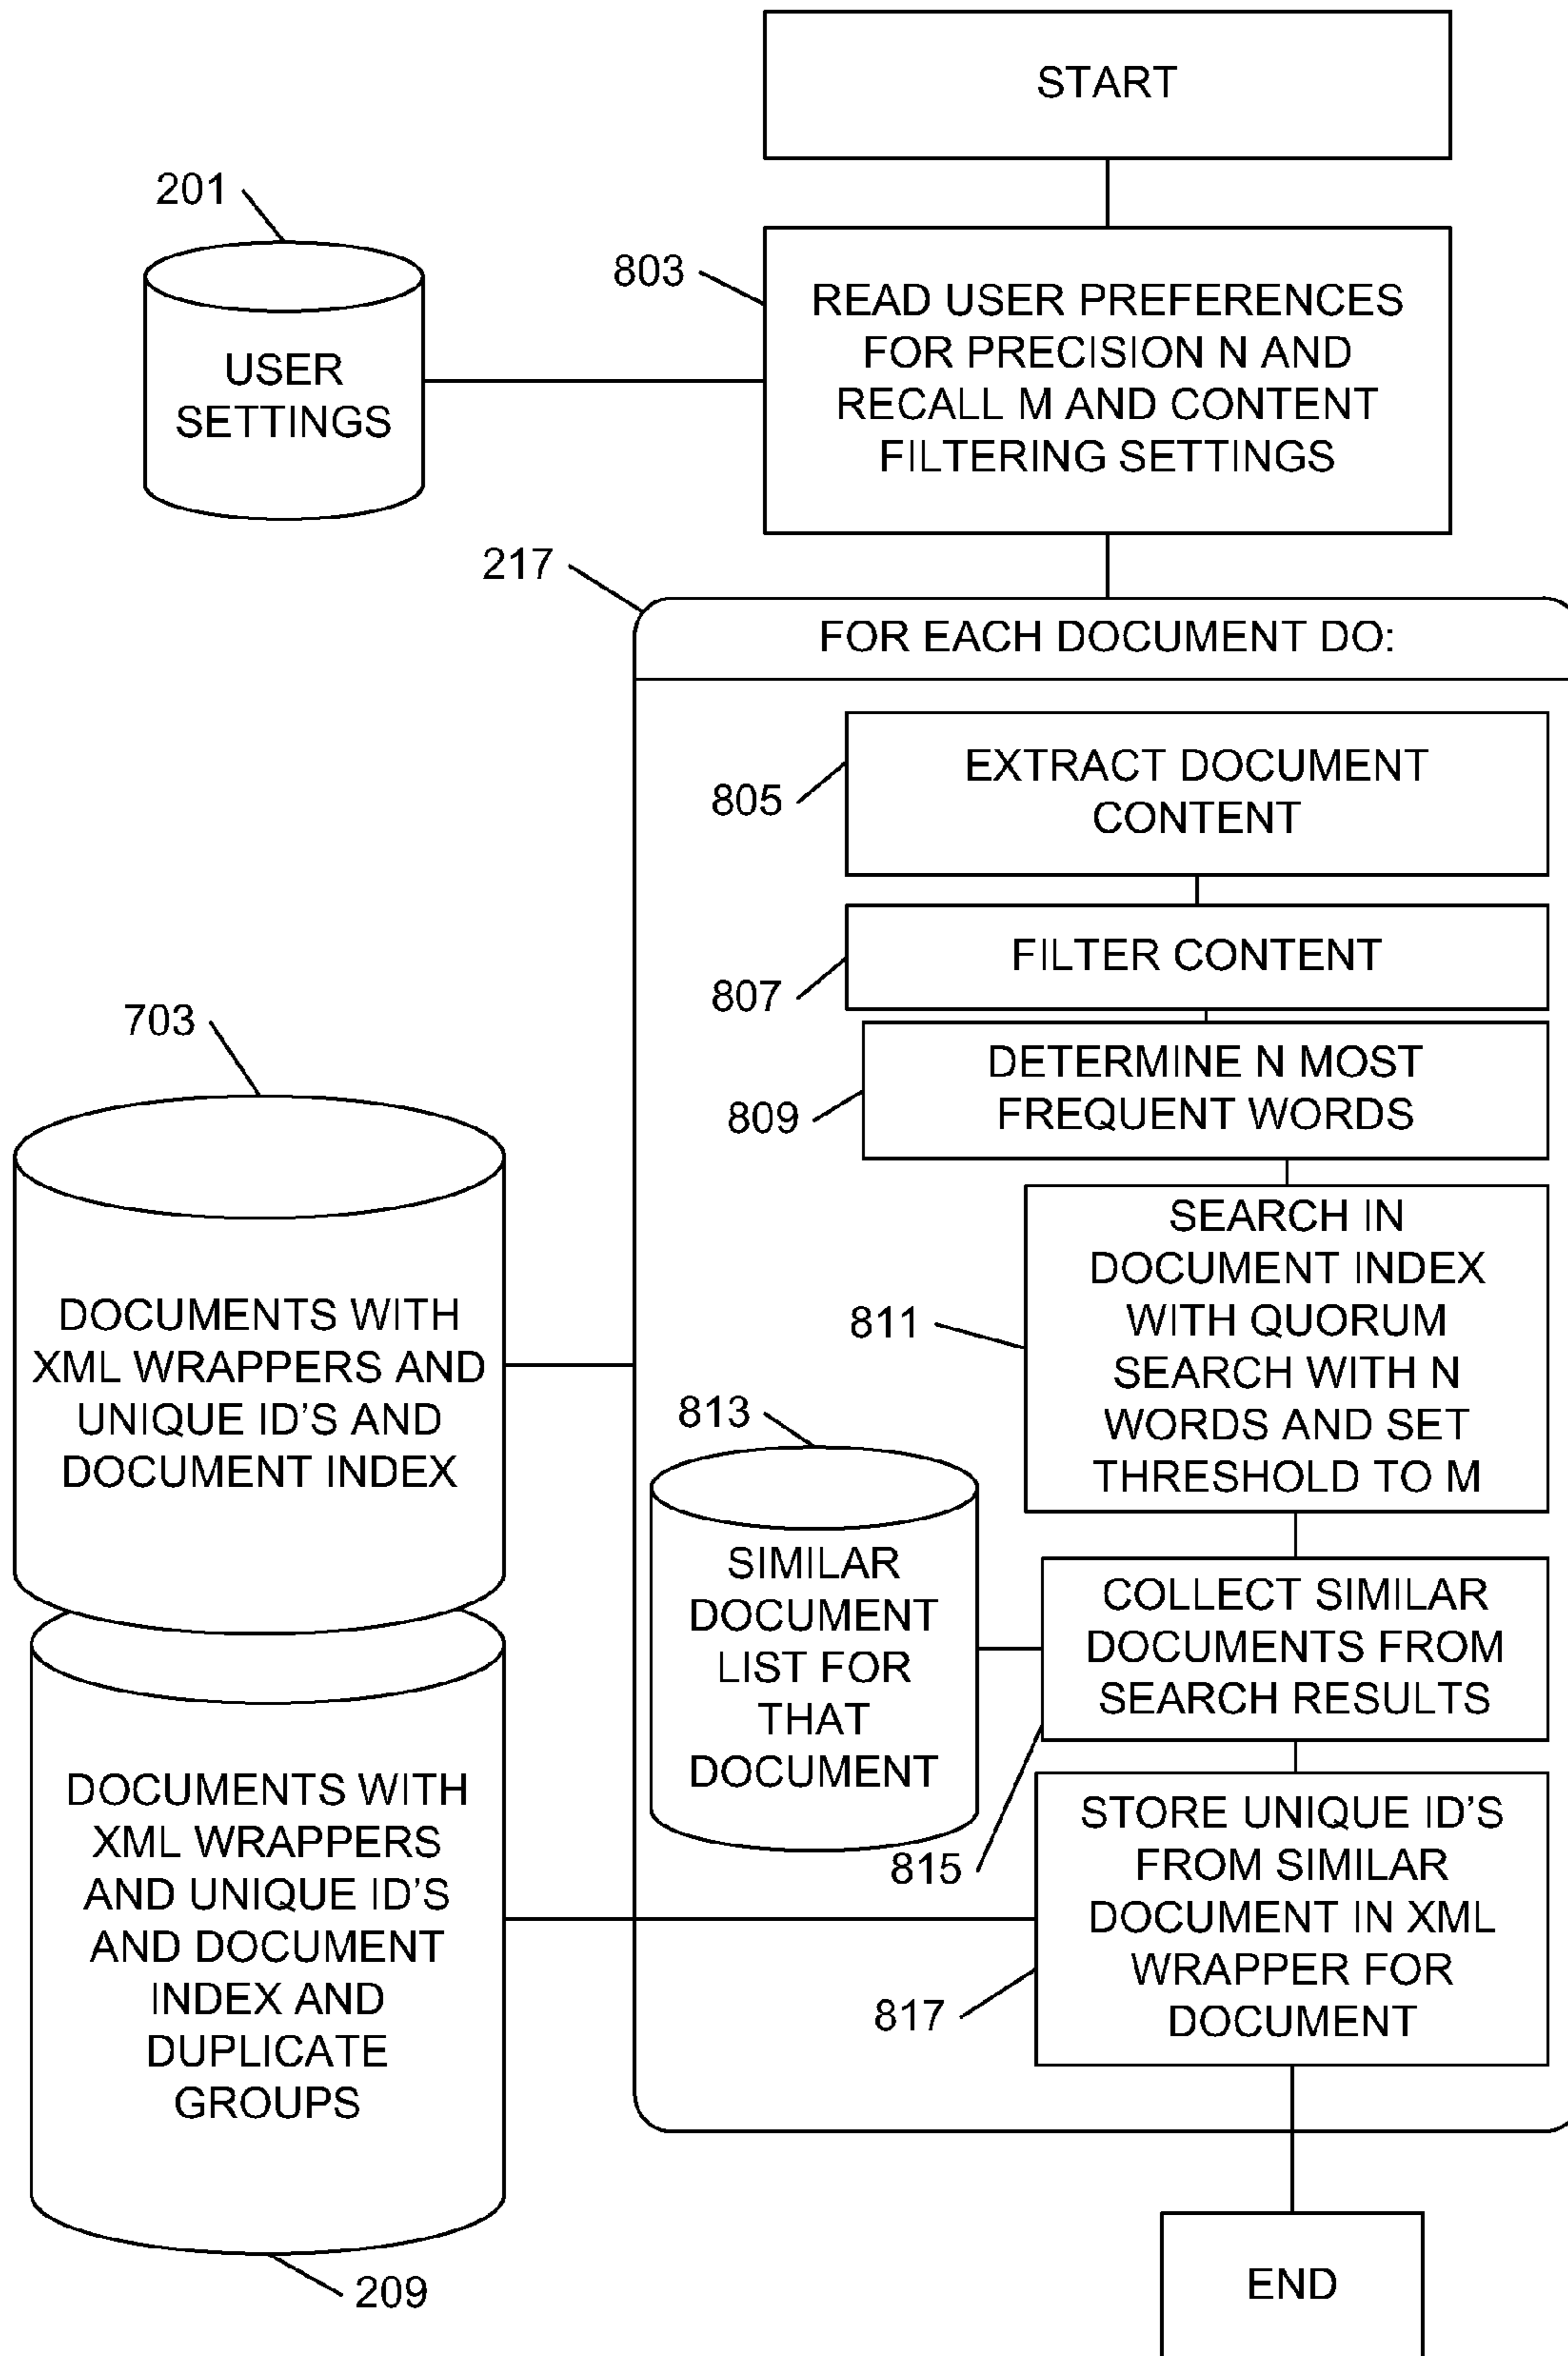 START
201
803
READ USER PREFERENCES
FOR PRECISION N AND
RECALL M AND CONTENT
FILTERING SETTINGS
USER
SETTINGS
217
FOR EACH DOCUMENT DO:
EXTRACT DOCUMENT
CONTENT
805
FILTER CONTENT
807
703
DETERMINE N MOST
FREQUENT WORDS
809
SEARCH IN
DOCUMENT INDEX
WITH QUORUM
SEARCH WITH N
WORDS AND SET
THRESHOLD TO M
811
DOCUMENTS WITH
XML WRAPPERS AND
UNIQUE ID'S AND
DOCUMENT INDEX
813
SIMILAR
DOCUMENT
LIST FOR
THAT
DOCUMENT
COLLECT SIMILAR
DOCUMENTS FROM
SEARCH RESULTS
815
DOCUMENTS WITH
XML WRAPPERS
AND UNIQUE ID'S
AND DOCUMENT
INDEX AND
DUPLICATE
GROUPS
STORE UNIQUE ID'S
FROM SIMILAR
DOCUMENT IN XML
WRAPPER FOR
DOCUMENT
817
209
END